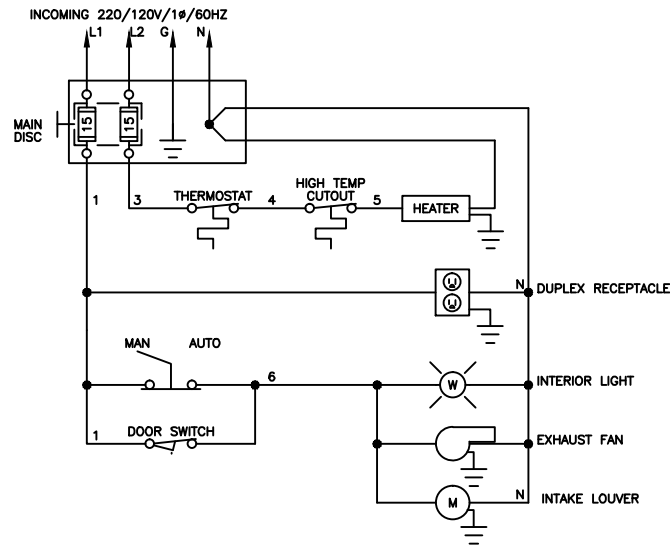 INCOMING 220/120V/1ø/60HZ
L1 L2 G N
15 15
MAIN
DISC
1 3 THERMOSTAT 4 HIGH TEMP
CUTOUT 5 HEATER
N DUPLEX RECEPTACLE
MAN AUTO
6 W INTERIOR LIGHT
1 DOOR SWITCH EXHAUST FAN
M N INTAKE LOUVER